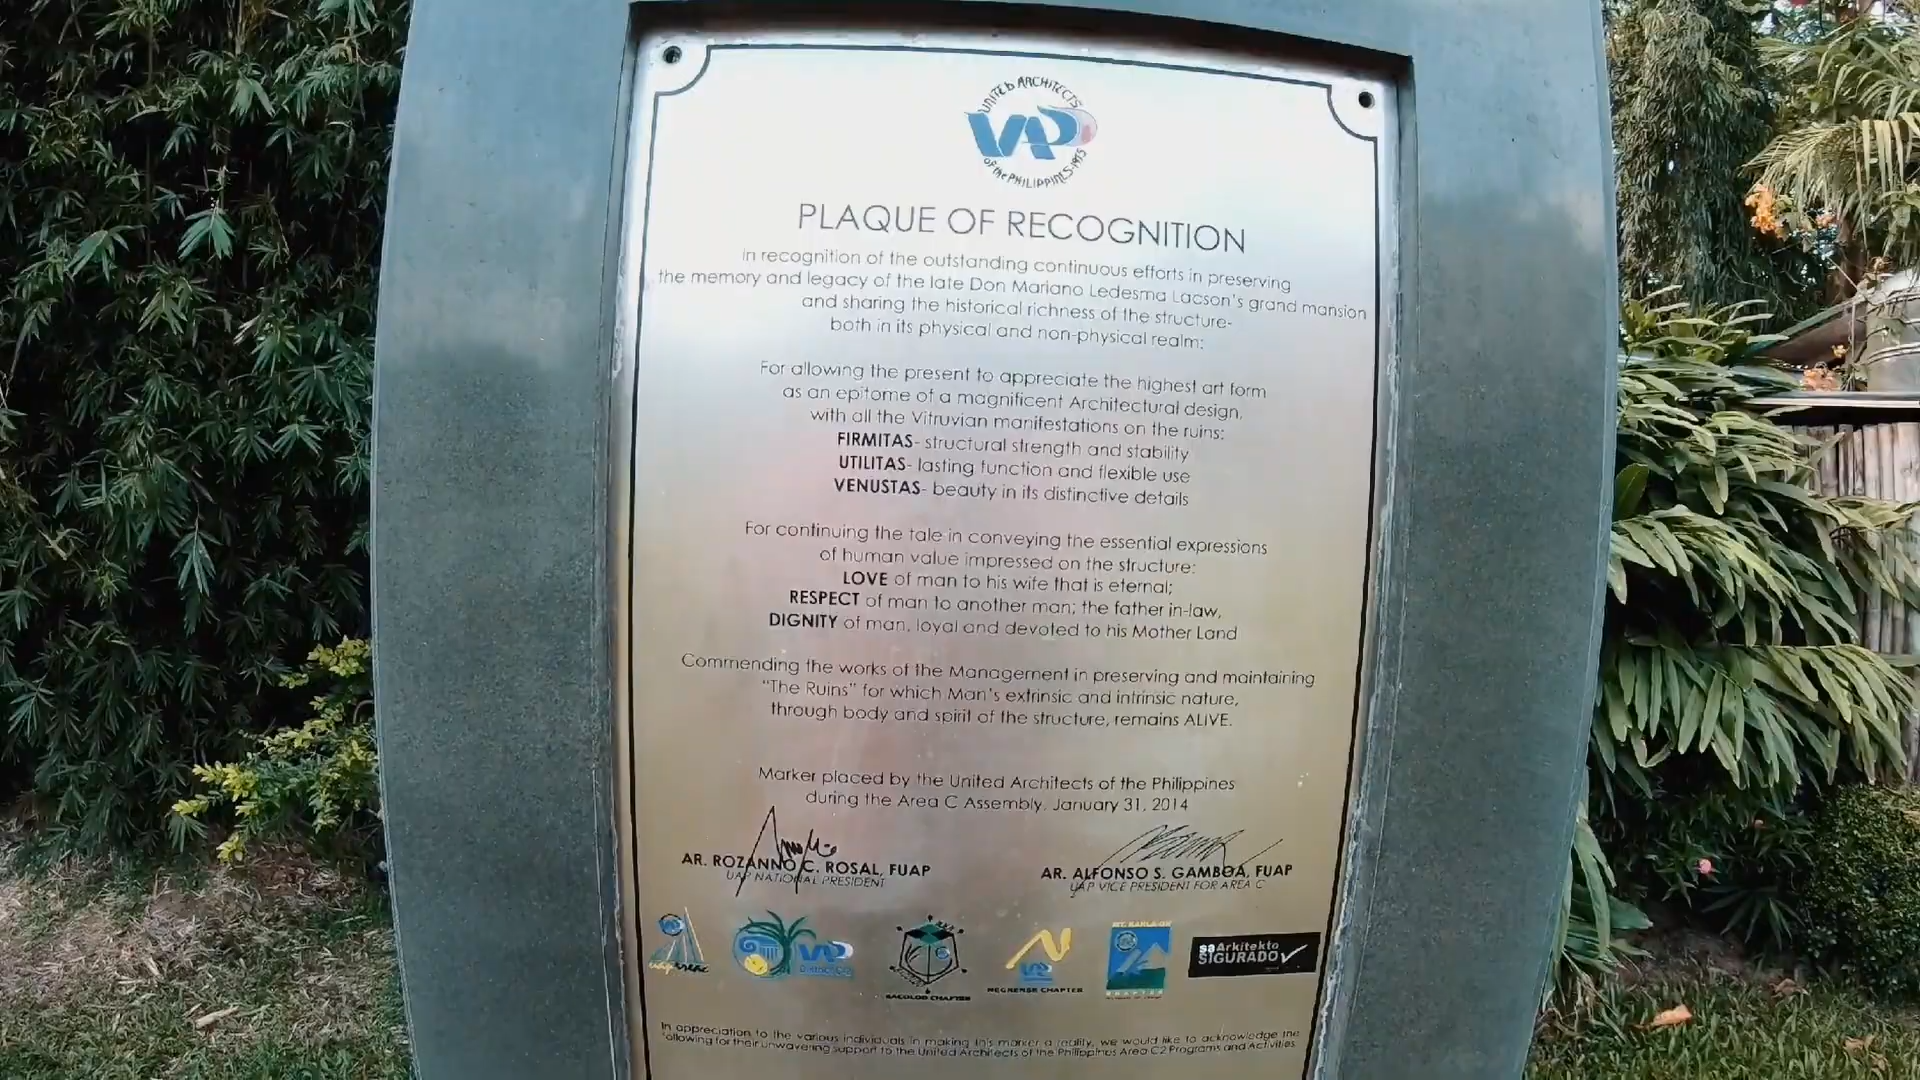 UNITED ARCHITECTS
UAP
of the PHILIPPINES-1975
PLAQUE OF RECOGNITION
In recognition of the outstanding continuous efforts in preserving
the memory and legacy of the late Don Mariano Ledesma Lacson's grand mansion
and sharing the historical richness of the structure-
both in its physical and non-physical realm:
For allowing the present to appreciate the highest art form
as an epitome of a magnificent Architectural design,
with all the Vitruvian manifestations on the ruins:
FIRMITAS- structural strength and stability
UTILITAS- lasting function and flexible use
VENUSTAS- beauty in its distinctive details
For continuing the tale in conveying the essential expressions
of human value impressed on the structure:
LOVE of man to his wife that is eternal;
RESPECT of man to another man; the father in-law,
DIGNITY of man, loyal and devoted to his Mother Land
Commending the works of the Management in preserving and maintaining
"The Ruins" for which Man's extrinsic and intrinsic nature,
through body and spirit of the structure, remains ALIVE.
Marker placed by the United Architects of the Philippines
during the Area C Assembly, January 31, 2014
AR. ROZANNO C. ROSAL, FUAP
UAP NATIONAL PRESIDENT
AR. ALFONSO S. GAMBOA, FUAP
UAP VICE PRESIDENT FOR AREA C
UAP
BACOLOD CHAPTER
UAP
NEGRENSE CHAPTER
MT. KANLAON
CHAPTER
sa Arkitekto
SIGURADO
In appreciation to the various individuals in making this marker a reality, we would like to acknowledge the
following for their unwavering support to the United Architects of the Philippines Area C2 Programs and Activities